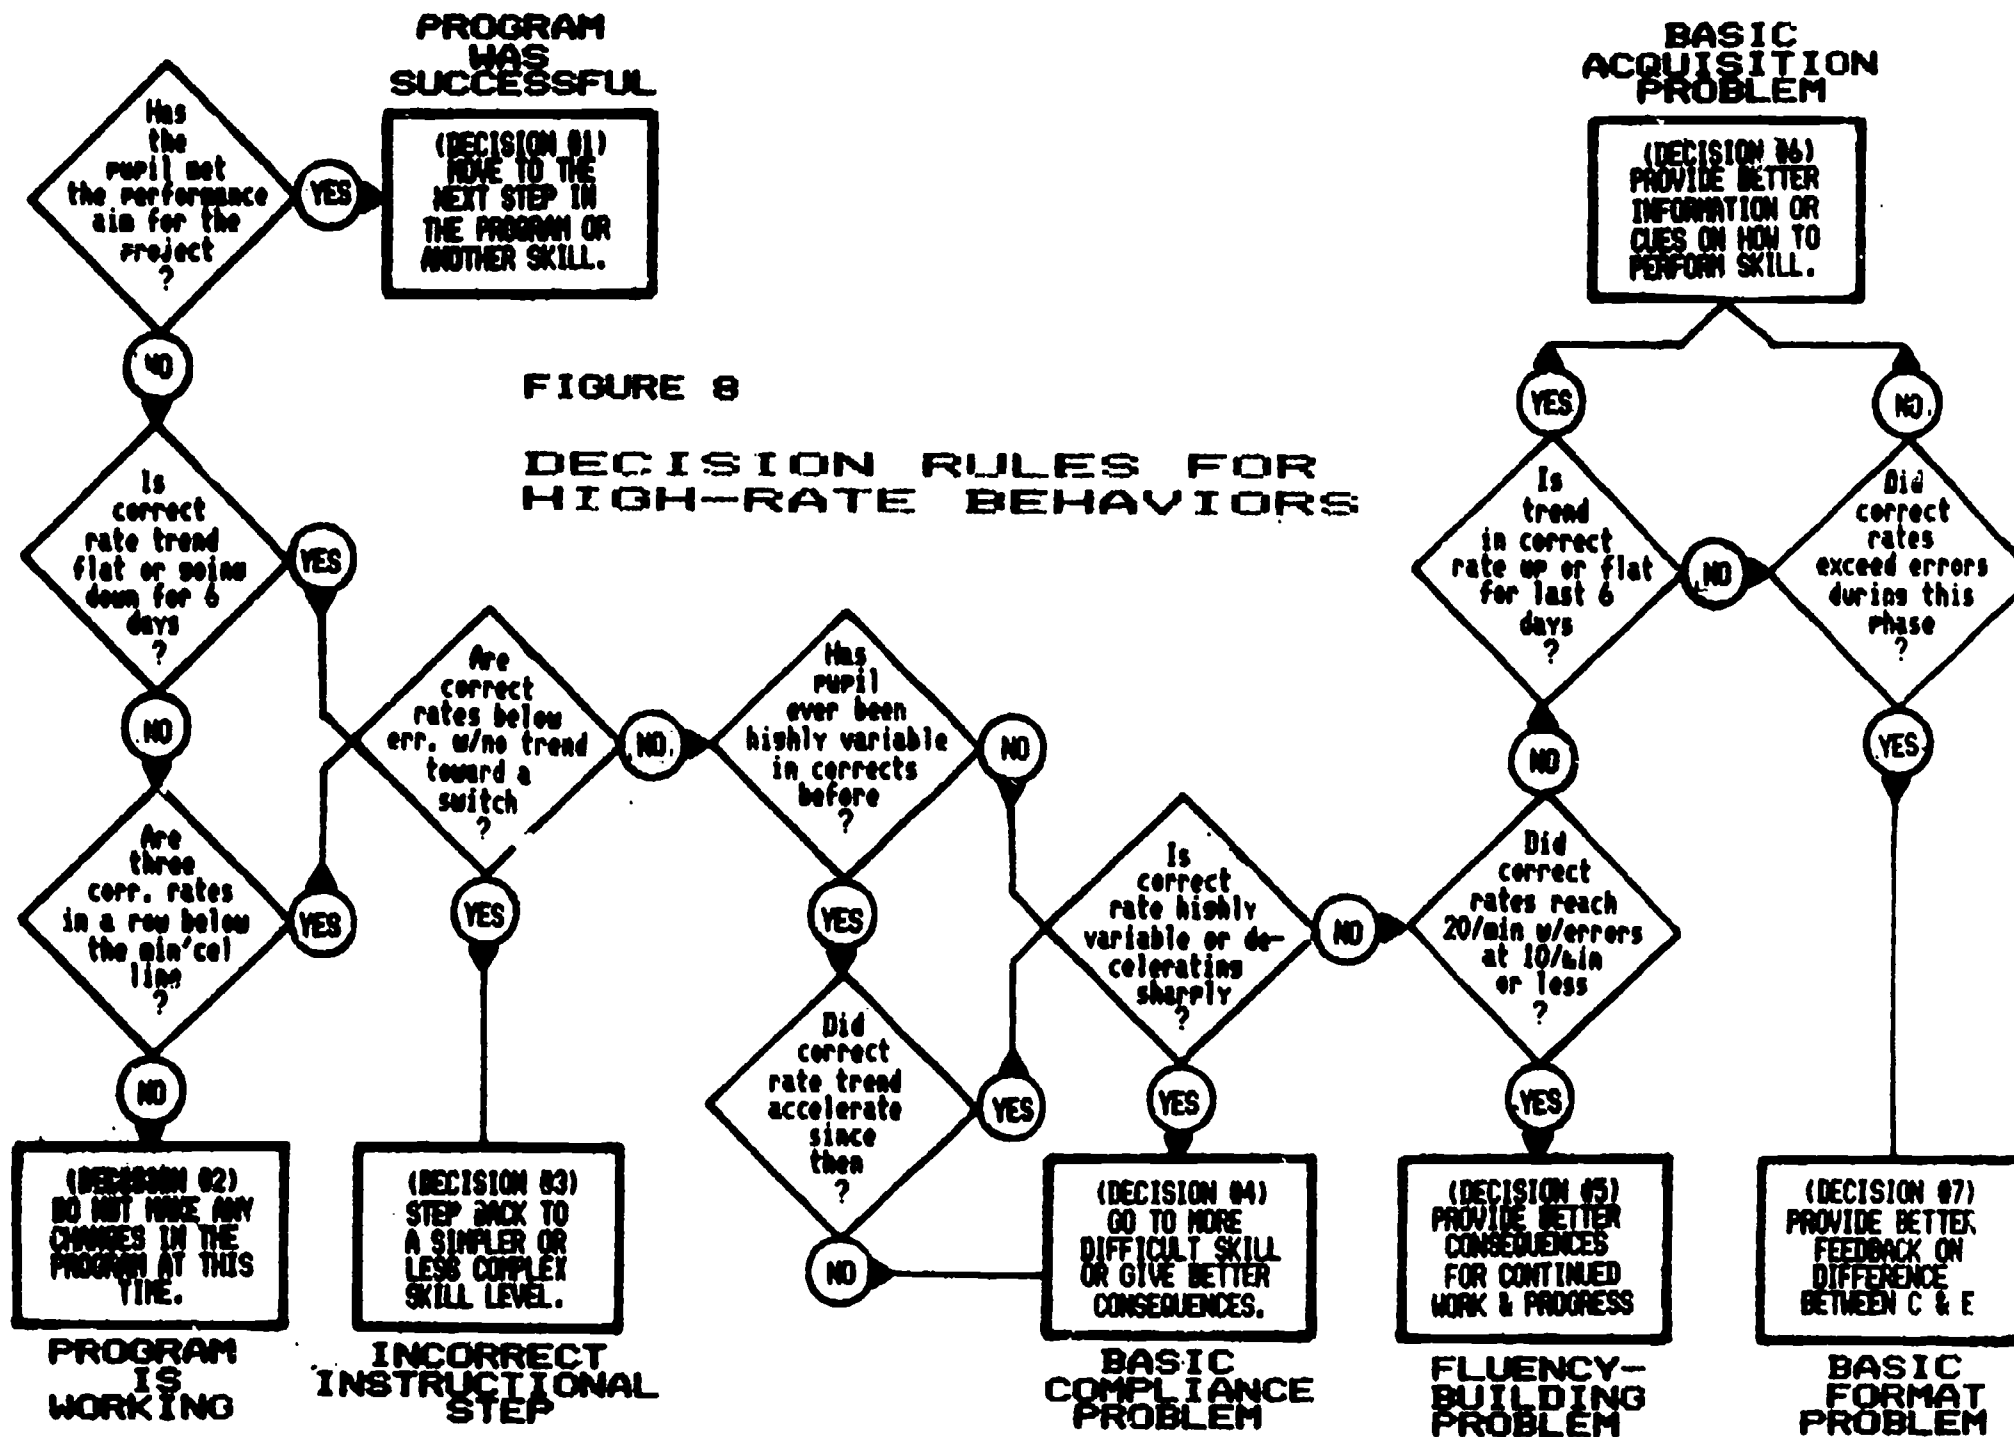 PROGRAM
WAS
SUCCESSFUL
Has
the
pupil met
the performance
aim for the
project
?
YES
(DECISION #1)
MOVE TO THE
NEXT STEP IN
THE PROGRAM OR
ANOTHER SKILL.
NO
FIGURE 8
DECISION RULES FOR
HIGH-RATE BEHAVIORS
Is
correct
rate trend
flat or going
down for 6
days
?
YES
NO
Are
three
corr. rates
in a row below
the min'cel
line
?
YES
NO
(DECISION #2)
DO NOT MAKE ANY
CHANGES IN THE
PROGRAM AT THIS
TIME.
PROGRAM
IS
WORKING
Are
correct
rates below
err. w/no trend
toward a
switch
?
NO
YES
(DECISION #3)
STEP BACK TO
A SIMPLER OR
LESS COMPLEX
SKILL LEVEL.
INCORRECT
INSTRUCTIONAL
STEP
Has
pupil
ever been
highly variable
in corrects
before
?
NO
YES
Did
correct
rate trend
accelerate
since
then
?
YES
NO
Is
correct
rate highly
variable or de-
celerating
sharply
?
NO
YES
(DECISION #4)
GO TO MORE
DIFFICULT SKILL
OR GIVE BETTER
CONSEQUENCES.
BASIC
COMPLIANCE
PROBLEM
Did
correct
rates reach
20/min w/errors
at 10/min
or less
?
NO
YES
(DECISION #5)
PROVIDE BETTER
CONSEQUENCES
FOR CONTINUED
WORK & PROGRESS
FLUENCY-
BUILDING
PROBLEM
Is
trend
in correct
rate up or flat
for last 6
days
?
YES
NO
BASIC
ACQUISITION
PROBLEM
(DECISION #6)
PROVIDE BETTER
INFORMATION OR
CUES ON HOW TO
PERFORM SKILL.
NO
Did
correct
rates
exceed errors
during this
phase
?
YES
(DECISION #7)
PROVIDE BETTER
FEEDBACK ON
DIFFERENCE
BETWEEN C & E
BASIC
FORMAT
PROBLEM